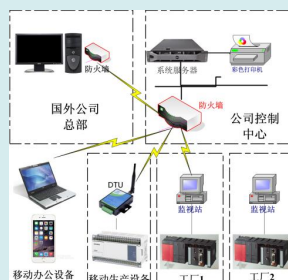 防火墙
系统服务器
彩色打印机
国外公司
总部
防火墙
公司控制
中心
DTU
监视站
监视站
移动办公设备
移动生产设备
工厂1
工厂2